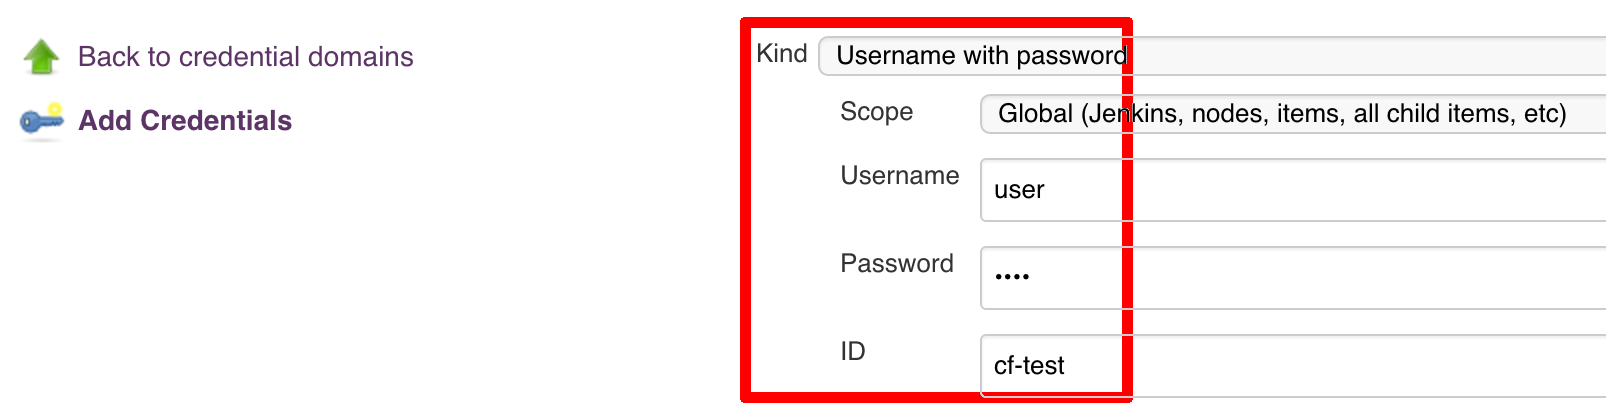 Back to credential domains
Add Credentials
Kind Username with password
Scope Global (Jenkins, nodes, items, all child items, etc)
Username user
Password ••••
ID cf-test